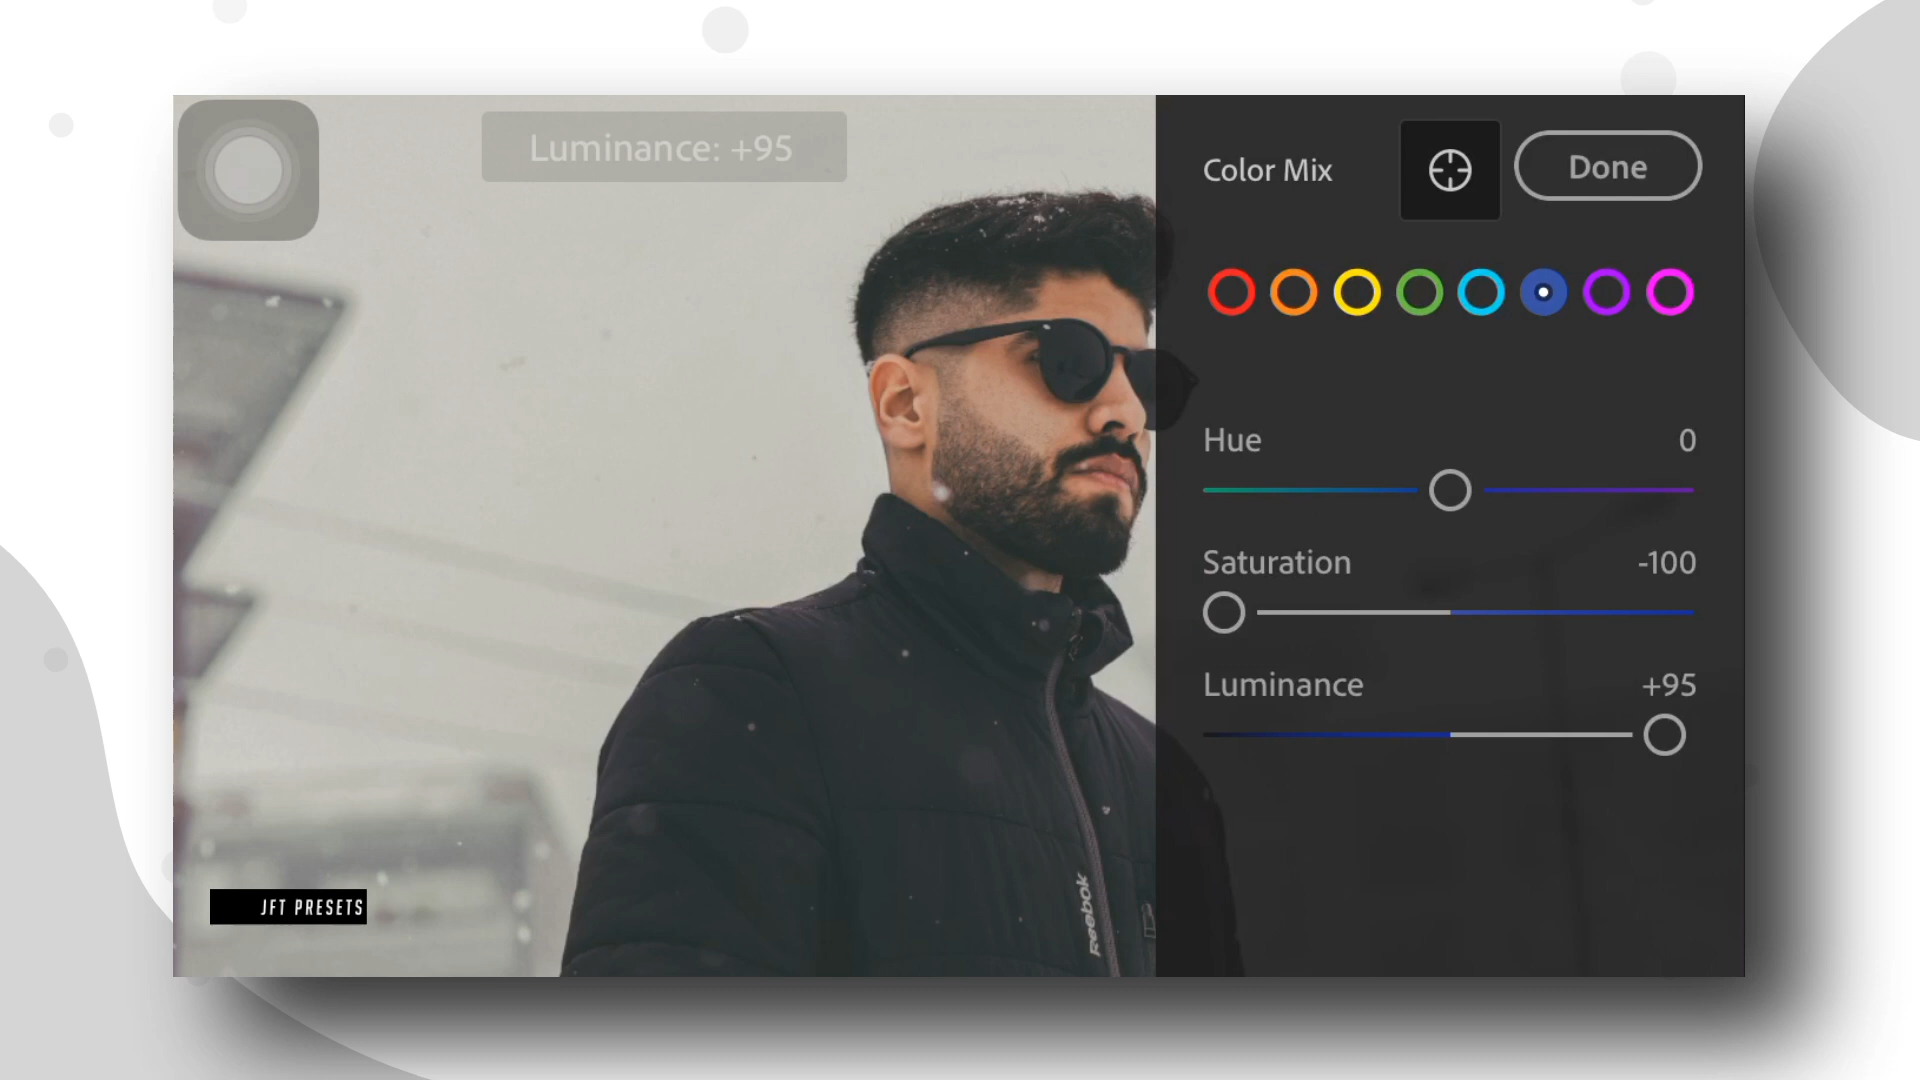 Luminance: +95
Color Mix
Done
Hue 0
Saturation -100
Luminance +95
Reebok
JFT PRESETS